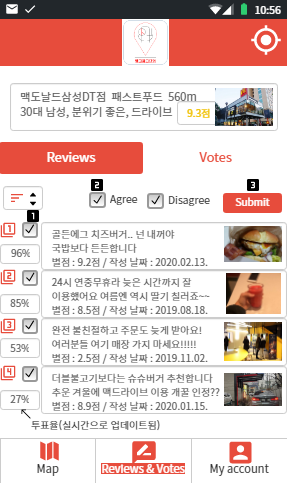 10:56
맥도날드삼성DT점 패스트푸드 560m
30대 남성, 분위기 좋은, 드라이브
9.3점
Reviews
Votes
2
3
Agree
Disagree
Submit
1
1
골든에그 치즈버거.. 넌 내꺼야
국밥보다 든든합니다
96%
별점 : 9.2점 / 작성 날짜 : 2020.02.13.
2
24시 연중무휴라 늦은 시간까지 잘
이용했어요 여름엔 역시 딸기 칠러죠~~
85%
별점 : 8.5점 / 작성 날짜 : 2019.08.18.
3
완전 불친절하고 주문도 늦게 받아요!
여러분들 여기 매장 가지 마세요!!!!!
53%
별점 : 2.5점 / 작성 날짜 : 2019.11.02.
4
더블불고기보다는 슈슈버거 추천합니다
추운 겨울에 맥드라이브 이용 개꿀 인정??
27%
별점 : 8.9점 / 작성 날짜 : 2020.01.15.
투표율(실시간으로 업데이트됨)
Map
Reviews & Votes
My account